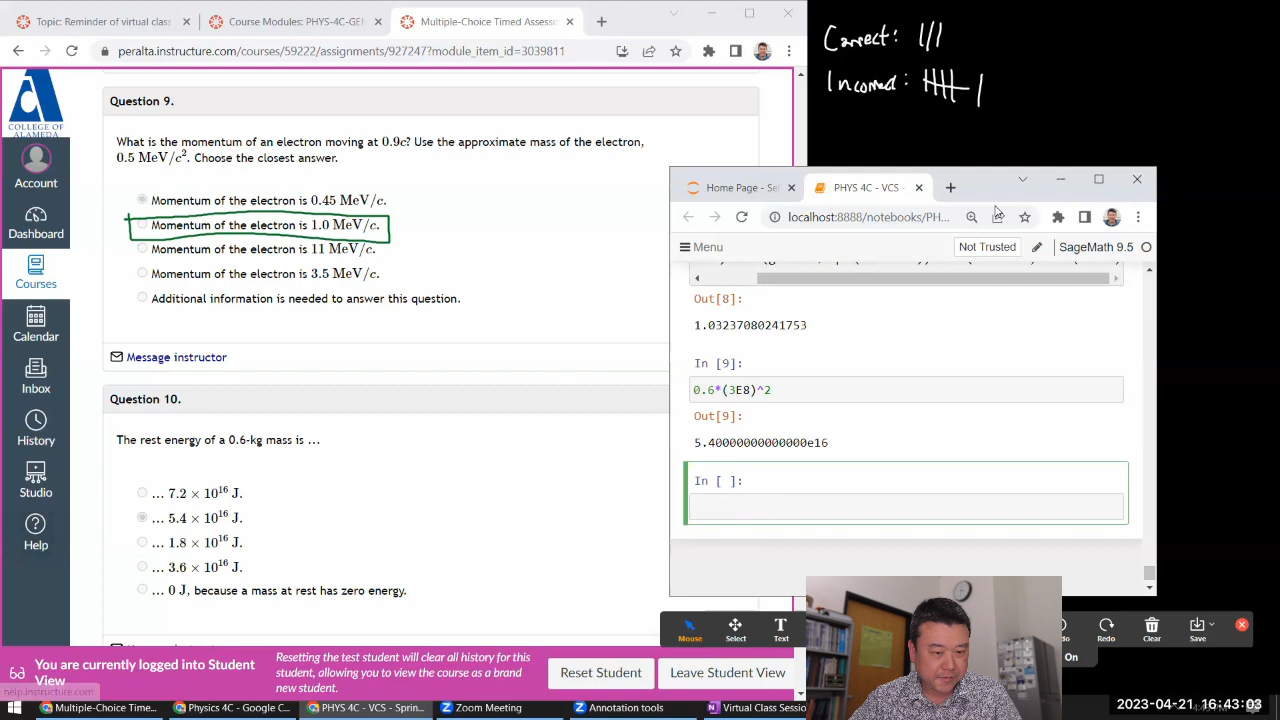 Topic: Reminder of virtual class
Course Modules: PHYS-4C-GEN
Multiple-Choice Timed Assessm
peralta.instructure.com/courses/59222/assignments/927247?module_item_id=3039811
Correct: |||
Incorrect: |||| |
COLLEGE OF
ALAMEDA
Account
Dashboard
Courses
Calendar
Inbox
History
Studio
Help
Question 9.
What is the momentum of an electron moving at 0.9c? Use the approximate mass of the electron,
0.5 MeV/c². Choose the closest answer.
Momentum of the electron is 0.45 MeV/c.
Momentum of the electron is 1.0 MeV/c.
Momentum of the electron is 11 MeV/c.
Momentum of the electron is 3.5 MeV/c.
Additional information is needed to answer this question.
Message instructor
Question 10.
The rest energy of a 0.6-kg mass is ...
... 7.2 × 10¹⁶ J.
... 5.4 × 10¹⁶ J.
... 1.8 × 10¹⁶ J.
... 3.6 × 10¹⁶ J.
... 0 J, because a mass at rest has zero energy.
Home Page - Se
PHYS 4C - VCS -
localhost:8888/notebooks/PH...
Menu
Not Trusted
SageMath 9.5
Out[8]:
1.03237080241753
In [9]:
0.6*(3E8)^2
Out[9]:
5.40000000000000e16
In [ ]:
Mouse
Select
Text
Redo
Clear
Save
On
You are currently logged into Student
View
Resetting the test student will clear all history for this
student, allowing you to view the course as a brand
new student.
Reset Student
Leave Student View
help.instructure.com
Multiple-Choice Time...
Physics 4C - Google C...
PHYS 4C - VCS - Sprin...
Zoom Meeting
Annotation tools
Virtual Class Session
2023-04-21 16:43:03